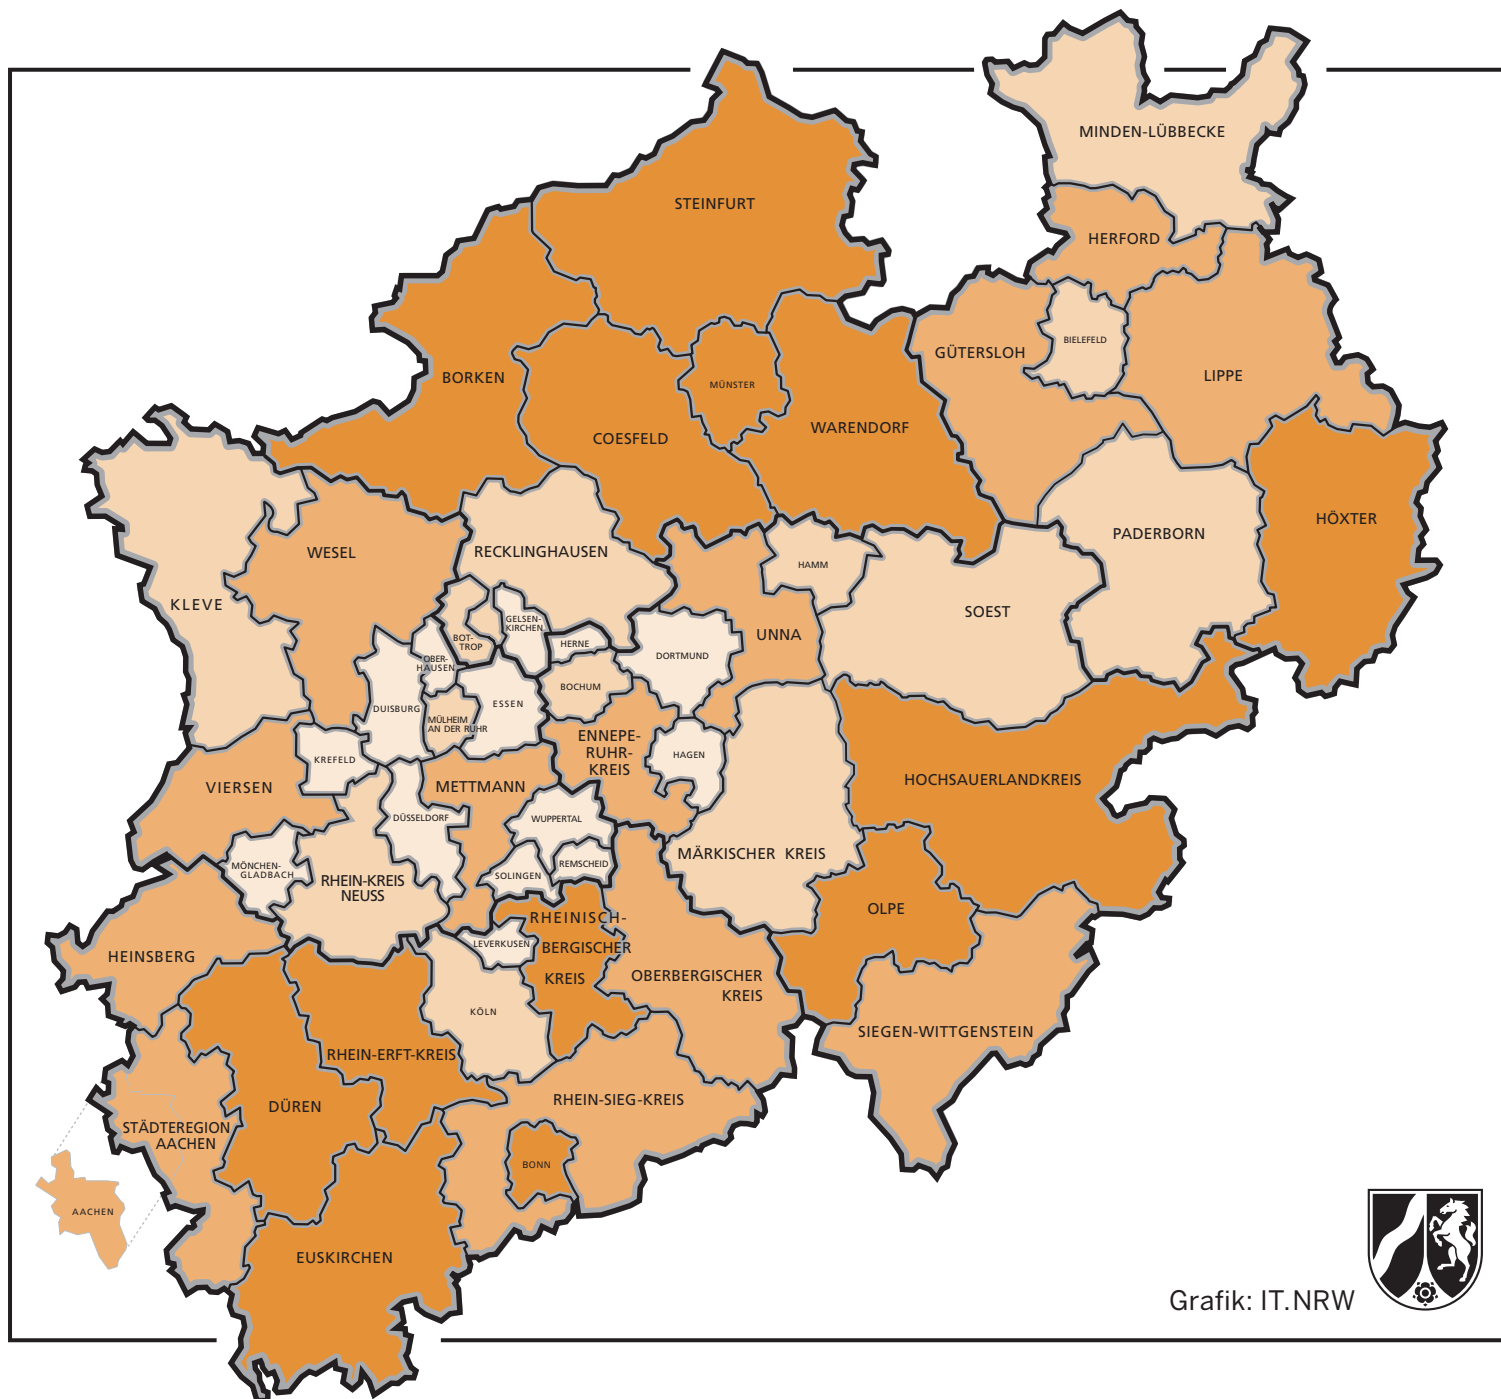 MINDEN-LÜBBECKE
STEINFURT
HERFORD
BIELEFELD
GÜTERSLOH
LIPPE
BORKEN
MÜNSTER
WARENDORF
COESFELD
HÖXTER
PADERBORN
RECKLINGHAUSEN
WESEL
HAMM
KLEVE
SOEST
GELSEN-
KIRCHEN
BOT-
TROP
HERNE
UNNA
DORTMUND
OBER-
HAUSEN
BOCHUM
DUISBURG
ESSEN
MÜLHEIM
AN DER RUHR
ENNEPE-
RUHR-
KREIS
HAGEN
KREFELD
HOCHSAUERLANDKREIS
VIERSEN
METTMANN
DÜSSELDORF
WUPPERTAL
MÄRKISCHER KREIS
MÖNCHEN-
GLADBACH
REMSCHEID
SOLINGEN
RHEIN-KREIS
NEUSS
OLPE
RHEINISCH-
BERGISCHER
KREIS
LEVERKUSEN
HEINSBERG
OBERBERGISCHER
KREIS
KÖLN
SIEGEN-WITTGENSTEIN
RHEIN-ERFT-KREIS
RHEIN-SIEG-KREIS
DÜREN
STÄDTEREGION
AACHEN
BONN
AACHEN
EUSKIRCHEN
Grafik: IT.NRW